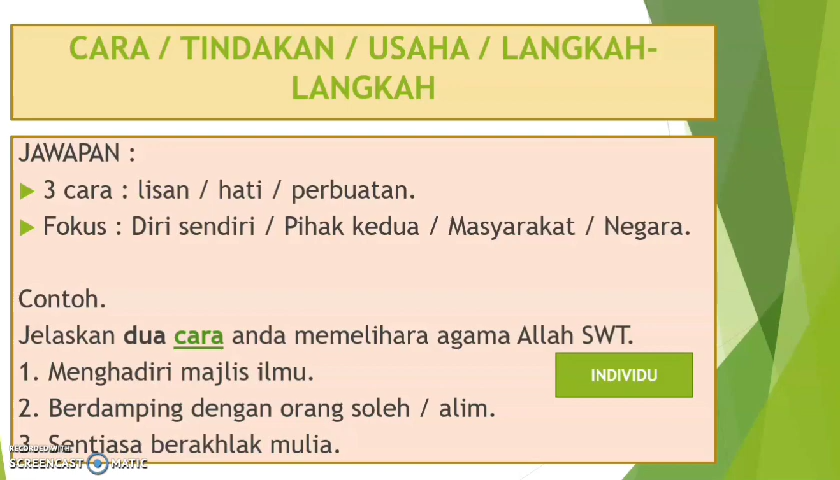 CARA / TINDAKAN / USAHA / LANGKAH-
LANGKAH
JAWAPAN :
3 cara : lisan / hati / perbuatan.
Fokus : Diri sendiri / Pihak kedua / Masyarakat / Negara.
Contoh.
Jelaskan dua cara anda memelihara agama Allah SWT.
1. Menghadiri majlis ilmu.
INDIVIDU
2. Berdamping dengan orang soleh / alim.
3. Sentiasa berakhlak mulia.
RECORDED WITH
SCREENCAST MATIC